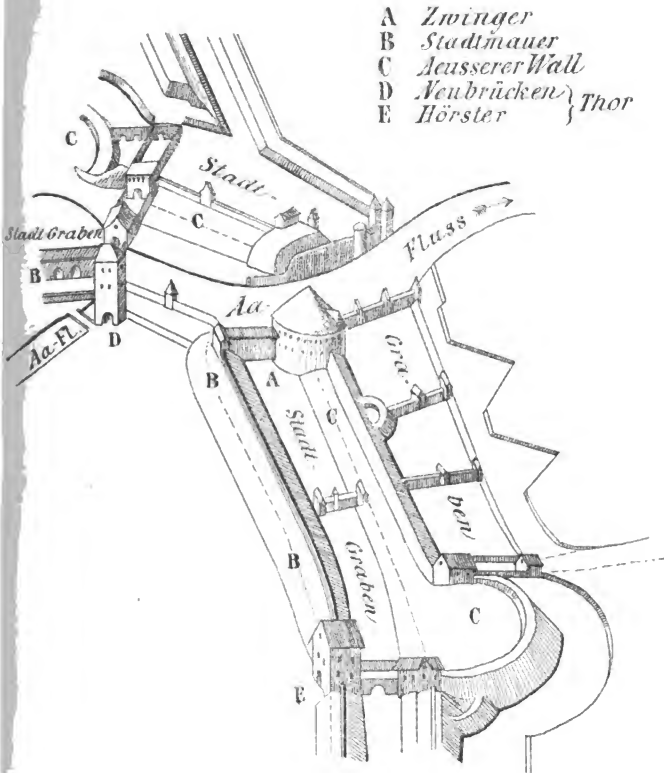 A Zwinger
B Stadtmauer
C Aeusserer Wall
D Neubrücken } Thor
E Hörster
C
Stadt-
C
Stadt Graben
Fluss
B
Aa-
Aa-Fl.
D
B
A
Gra-
C
Stadt-
ben
B
Graben
C
E